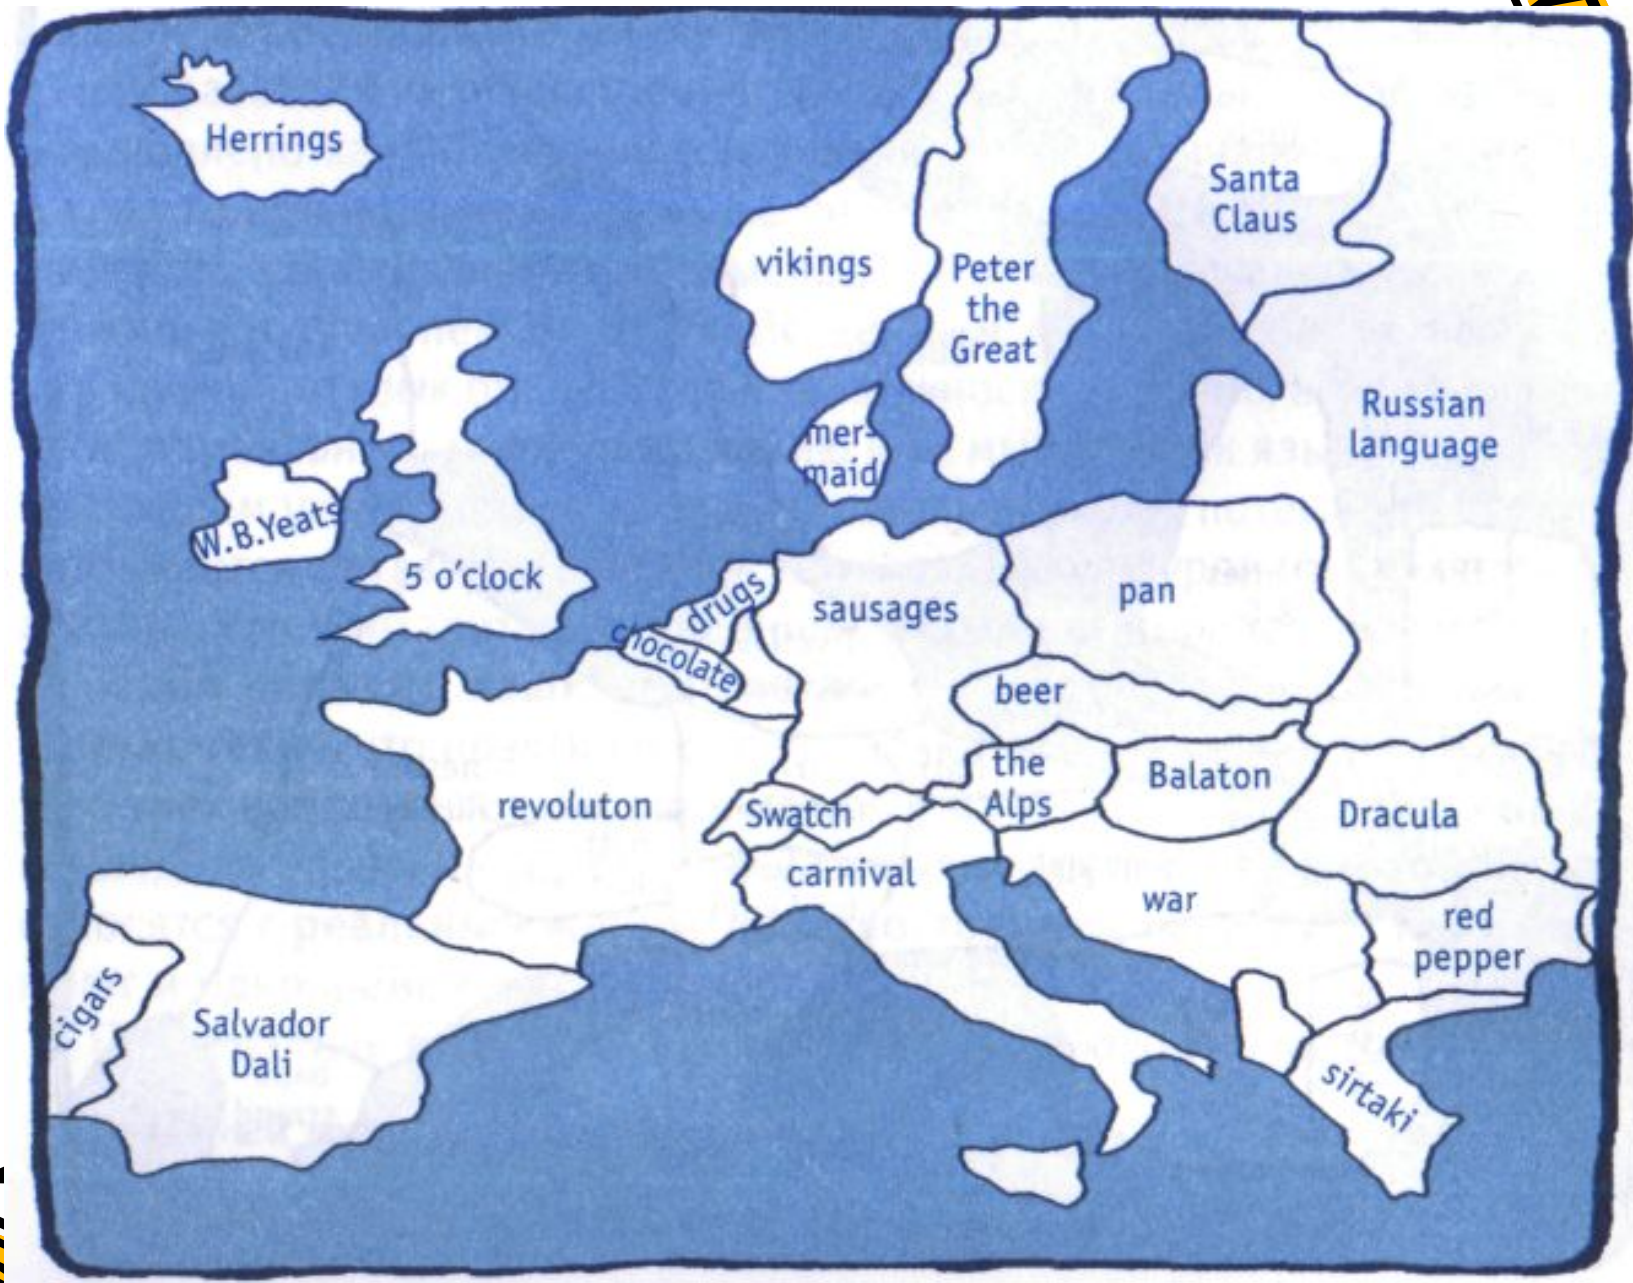 Herrings
Santa
Claus
vikings
Peter
the
Great
Russian
language
mer-
maid
W.B.Yeats
5 o'clock
drugs
sausages
pan
chocolate
beer
the
Alps
Balaton
revoluton
Swatch
Dracula
carnival
war
red
pepper
cigars
Salvador
Dali
sirtaki